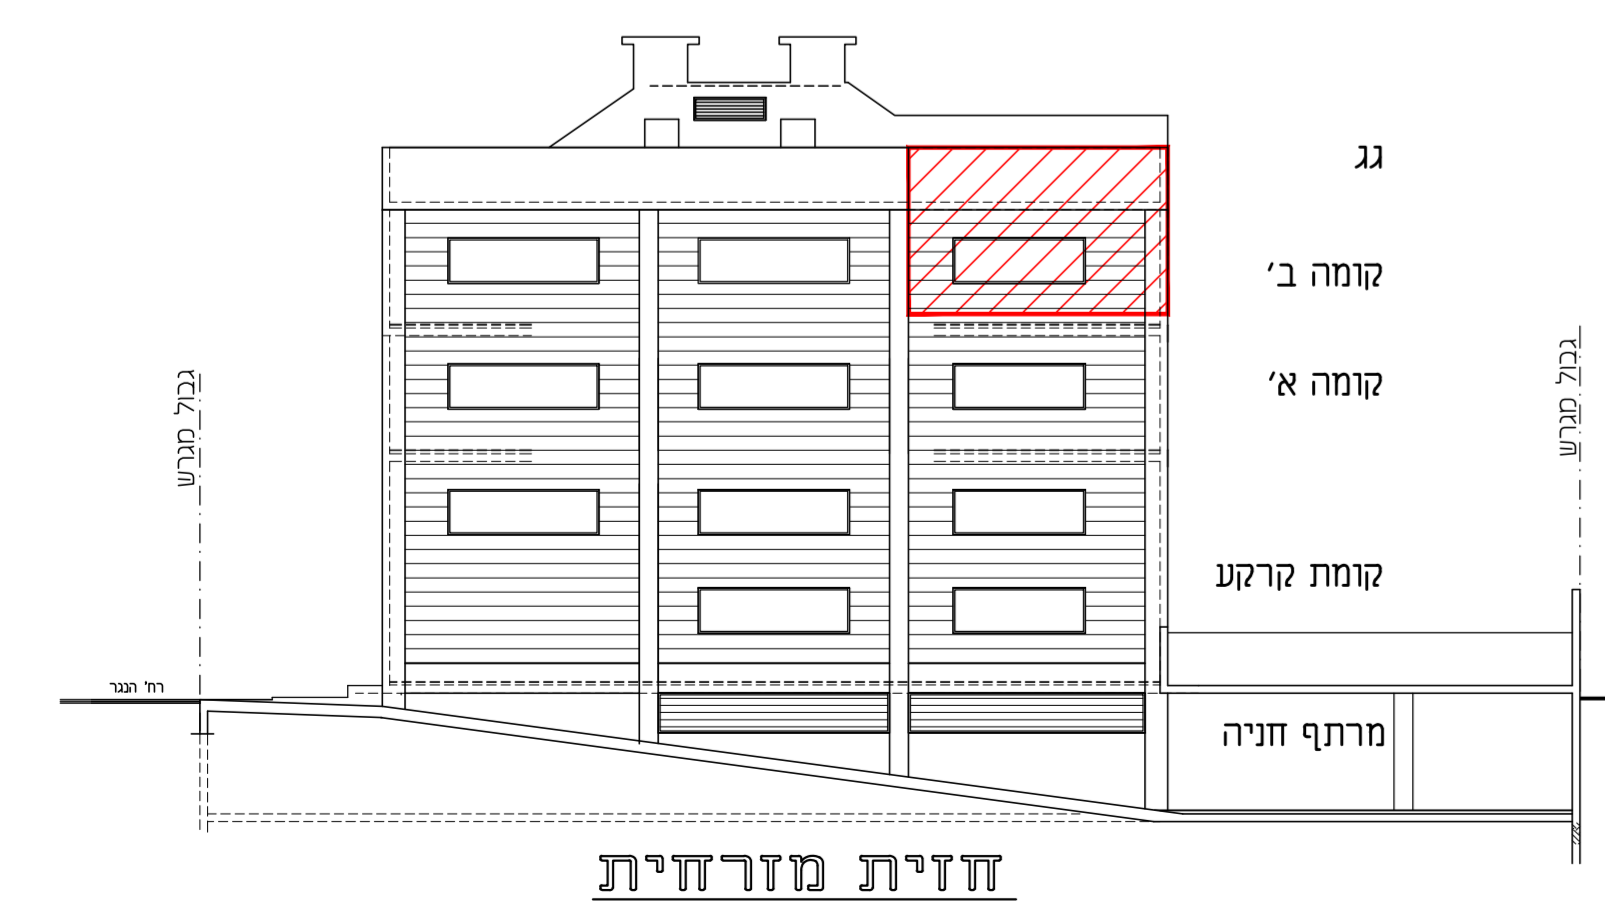 גג
קומה ב׳
קומה א׳
גבול מגרש
גבול מגרש
קומת קרקע
רח' הנגר
מרתף חניה
חזית מזרחית